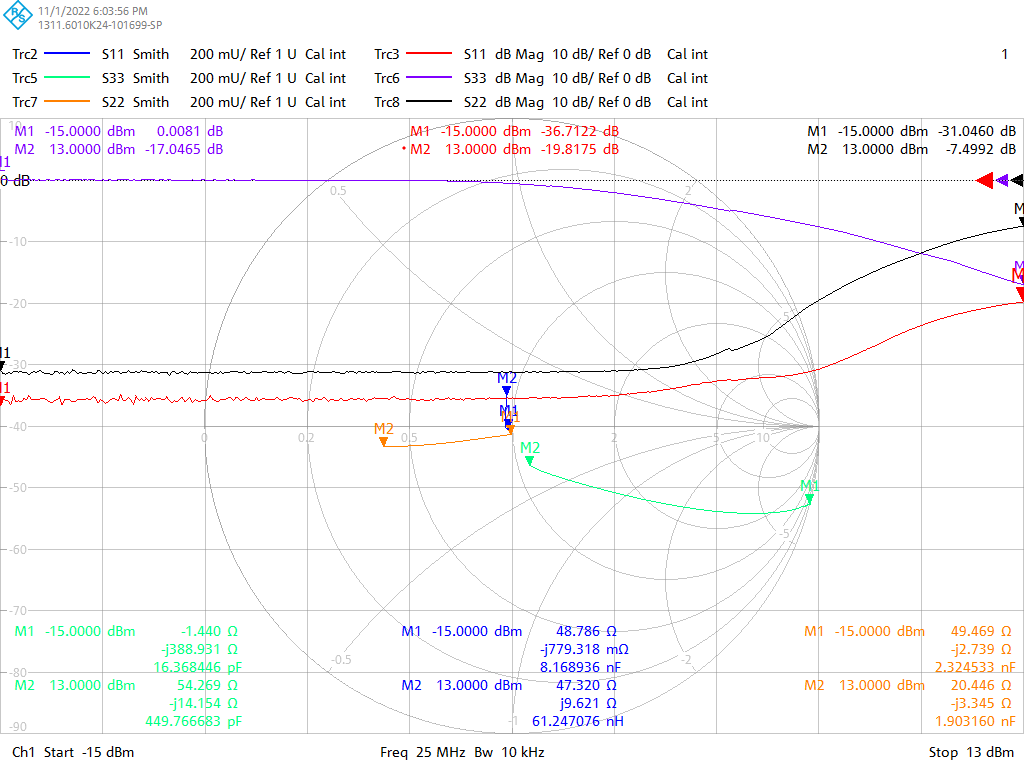 11/1/2022 6:03:56 PM
1311.6010K24-101699-SP
R S
Trc2 S11 Smith 200 mU/ Ref 1 U Cal int Trc3 S11 dB Mag 10 dB/ Ref 0 dB Cal int 1
Trc5 S33 Smith 200 mU/ Ref 1 U Cal int Trc6 S33 dB Mag 10 dB/ Ref 0 dB Cal int
Trc7 S22 Smith 200 mU/ Ref 1 U Cal int Trc8 S22 dB Mag 10 dB/ Ref 0 dB Cal int
10
M1 -15.0000 dBm 0.0081 dB M1 -15.0000 dBm -36.7122 dB M1 -15.0000 dBm -31.0460 dB
M2 13.0000 dBm -17.0465 dB •M2 13.0000 dBm -19.8175 dB M2 13.0000 dBm -7.4992 dB
11
0 dB
0.5 2
M
-10
M
M
-20
5
11
-30
M2
11
M1
M1
-40
M2
0 0.2 0.5 2 5 10
M2
M1
-50
-5
-60
-70
M1 -15.0000 dBm -1.440 Ω M1 -15.0000 dBm 48.786 Ω M1 -15.0000 dBm 49.469 Ω
-j388.931 Ω -j779.318 mΩ -j2.739 Ω
-0.5 -2
16.368446 pF 8.168936 nF 2.324533 nF
-80
M2 13.0000 dBm 54.269 Ω M2 13.0000 dBm 47.320 Ω M2 13.0000 dBm 20.446 Ω
-j14.154 Ω j9.621 Ω -j3.345 Ω
449.766683 pF 61.247076 nH 1.903160 nF
-1
-90
Ch1 Start -15 dBm Freq 25 MHz Bw 10 kHz Stop 13 dBm